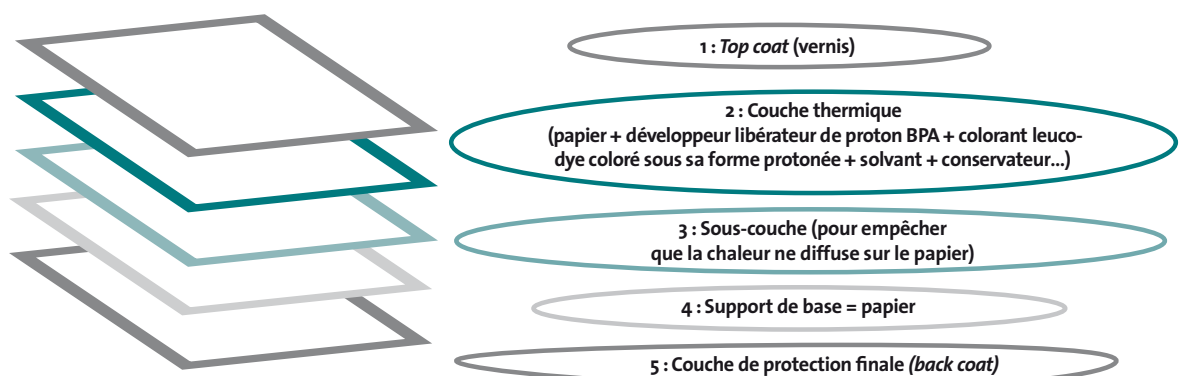 1 : Top coat (vernis)
2 : Couche thermique
(papier + développeur libérateur de proton BPA + colorant leuco-
dye coloré sous sa forme protonée + solvant + conservateur...)
3 : Sous-couche (pour empêcher
que la chaleur ne diffuse sur le papier)
4 : Support de base = papier
5 : Couche de protection finale (back coat)